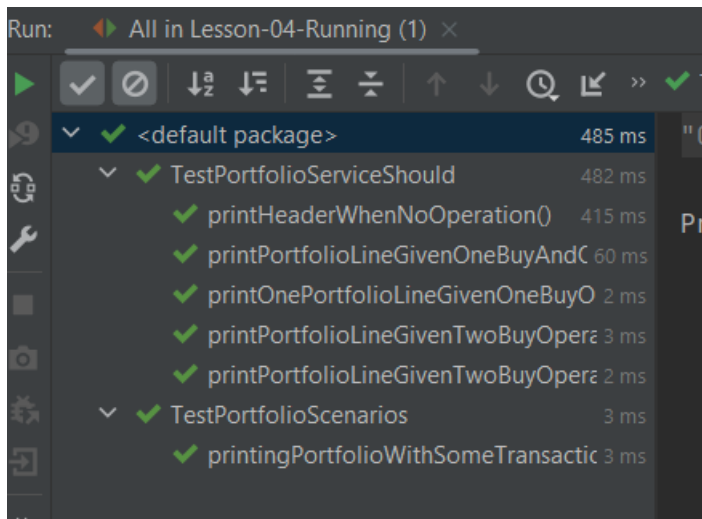 Run: All in Lesson-04-Running (1)
<default package> 485 ms "
TestPortfolioServiceShould 482 ms
printHeaderWhenNoOperation() 415 ms
printPortfolioLineGivenOneBuyAnd 60 ms
printOnePortfolioLineGivenOneBuyO 2 ms
printPortfolioLineGivenTwoBuyOpera 3 ms
printPortfolioLineGivenTwoBuyOpera 2 ms
TestPortfolioScenarios 3 ms
printingPortfolioWithSomeTransactic 3 ms